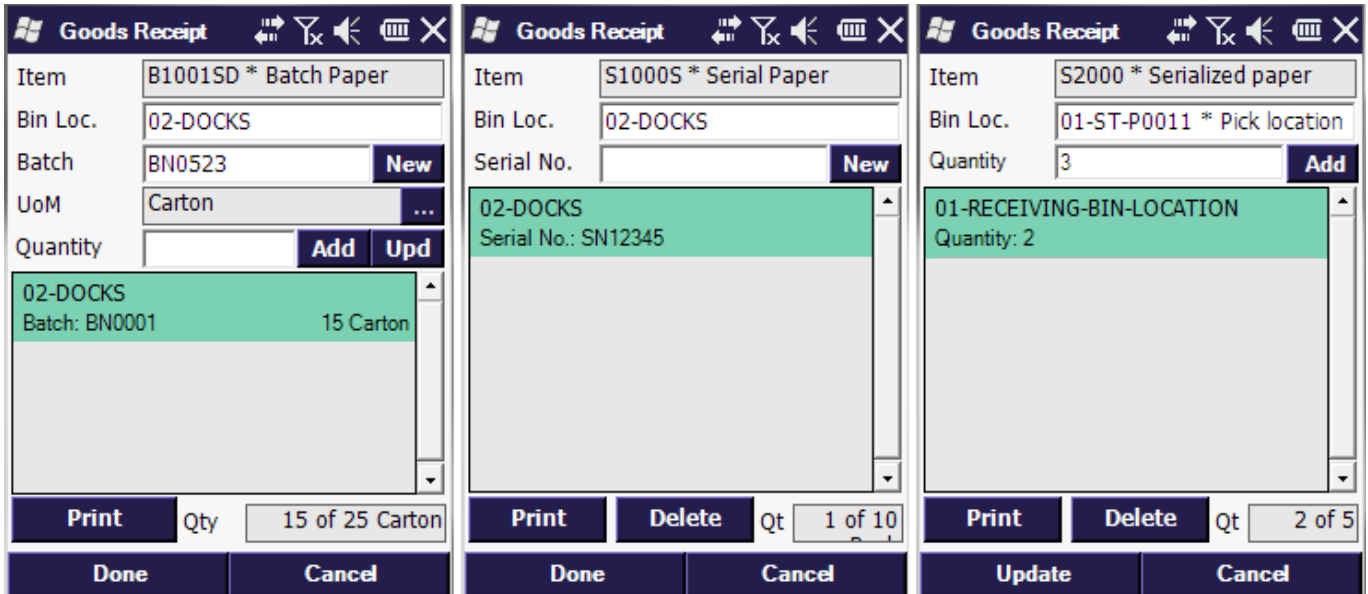 Goods Receipt
Item B1001SD * Batch Paper
Bin Loc. 02-DOCKS
Batch BN0523 New
UoM Carton ...
Quantity Add Upd
02-DOCKS
Batch: BN0001 15 Carton
Print Qty 15 of 25 Carton
Done Cancel
Goods Receipt
Item S1000S * Serial Paper
Bin Loc. 02-DOCKS
Serial No. New
02-DOCKS
Serial No.: SN12345
Print Delete Qt 1 of 10
Done Cancel
Goods Receipt
Item S2000 * Serialized paper
Bin Loc. 01-ST-P0011 * Pick location
Quantity 3 Add
01-RECEIVING-BIN-LOCATION
Quantity: 2
Print Delete Qt 2 of 5
Update Cancel